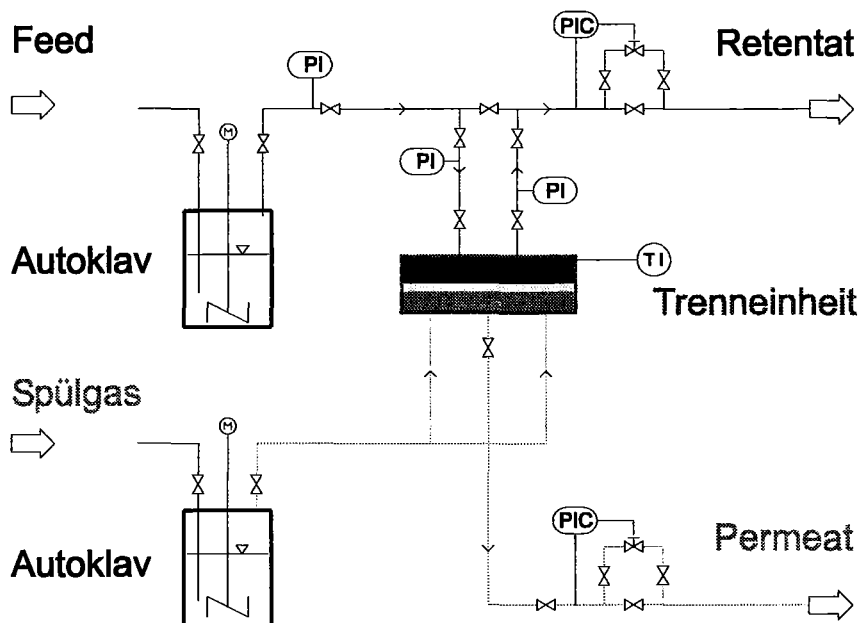 Feed
PIC
Retentat
PI
M
PI
PI
Autoklav
TI
Trenneinheit
Spülgas
M
PIC
Permeat
Autoklav